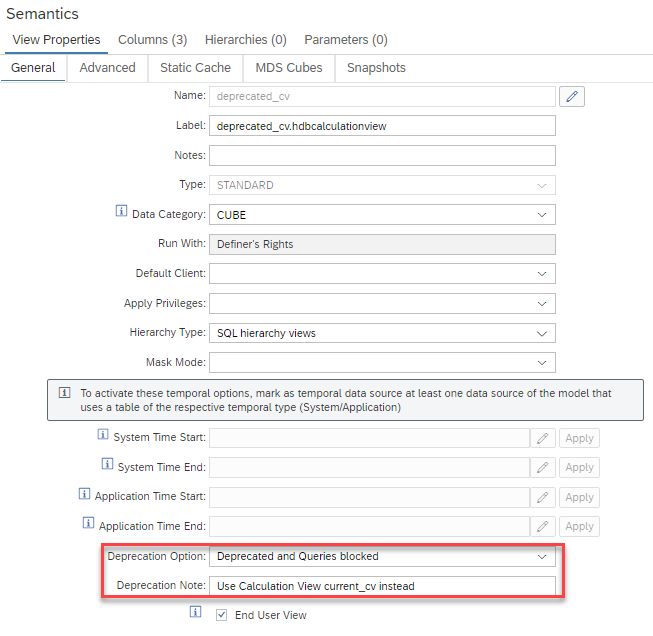 Semantics
View Properties Columns (3) Hierarchies (0) Parameters (0)
General Advanced Static Cache MDS Cubes Snapshots
Name: deprecated_cv
Label: deprecated_cv.hdbcalculationview
Notes:
Type: STANDARD
Data Category: CUBE
Run With: Definer's Rights
Default Client:
Apply Privileges:
Hierarchy Type: SQL hierarchy views
Mask Mode:
To activate these temporal options, mark as temporal data source at least one data source of the model that
uses a table of the respective temporal type (System/Application)
System Time Start: Apply
System Time End: Apply
Application Time Start: Apply
Application Time End: Apply
Deprecation Option: Deprecated and Queries blocked
Deprecation Note: Use Calculation View current_cv instead
End User View